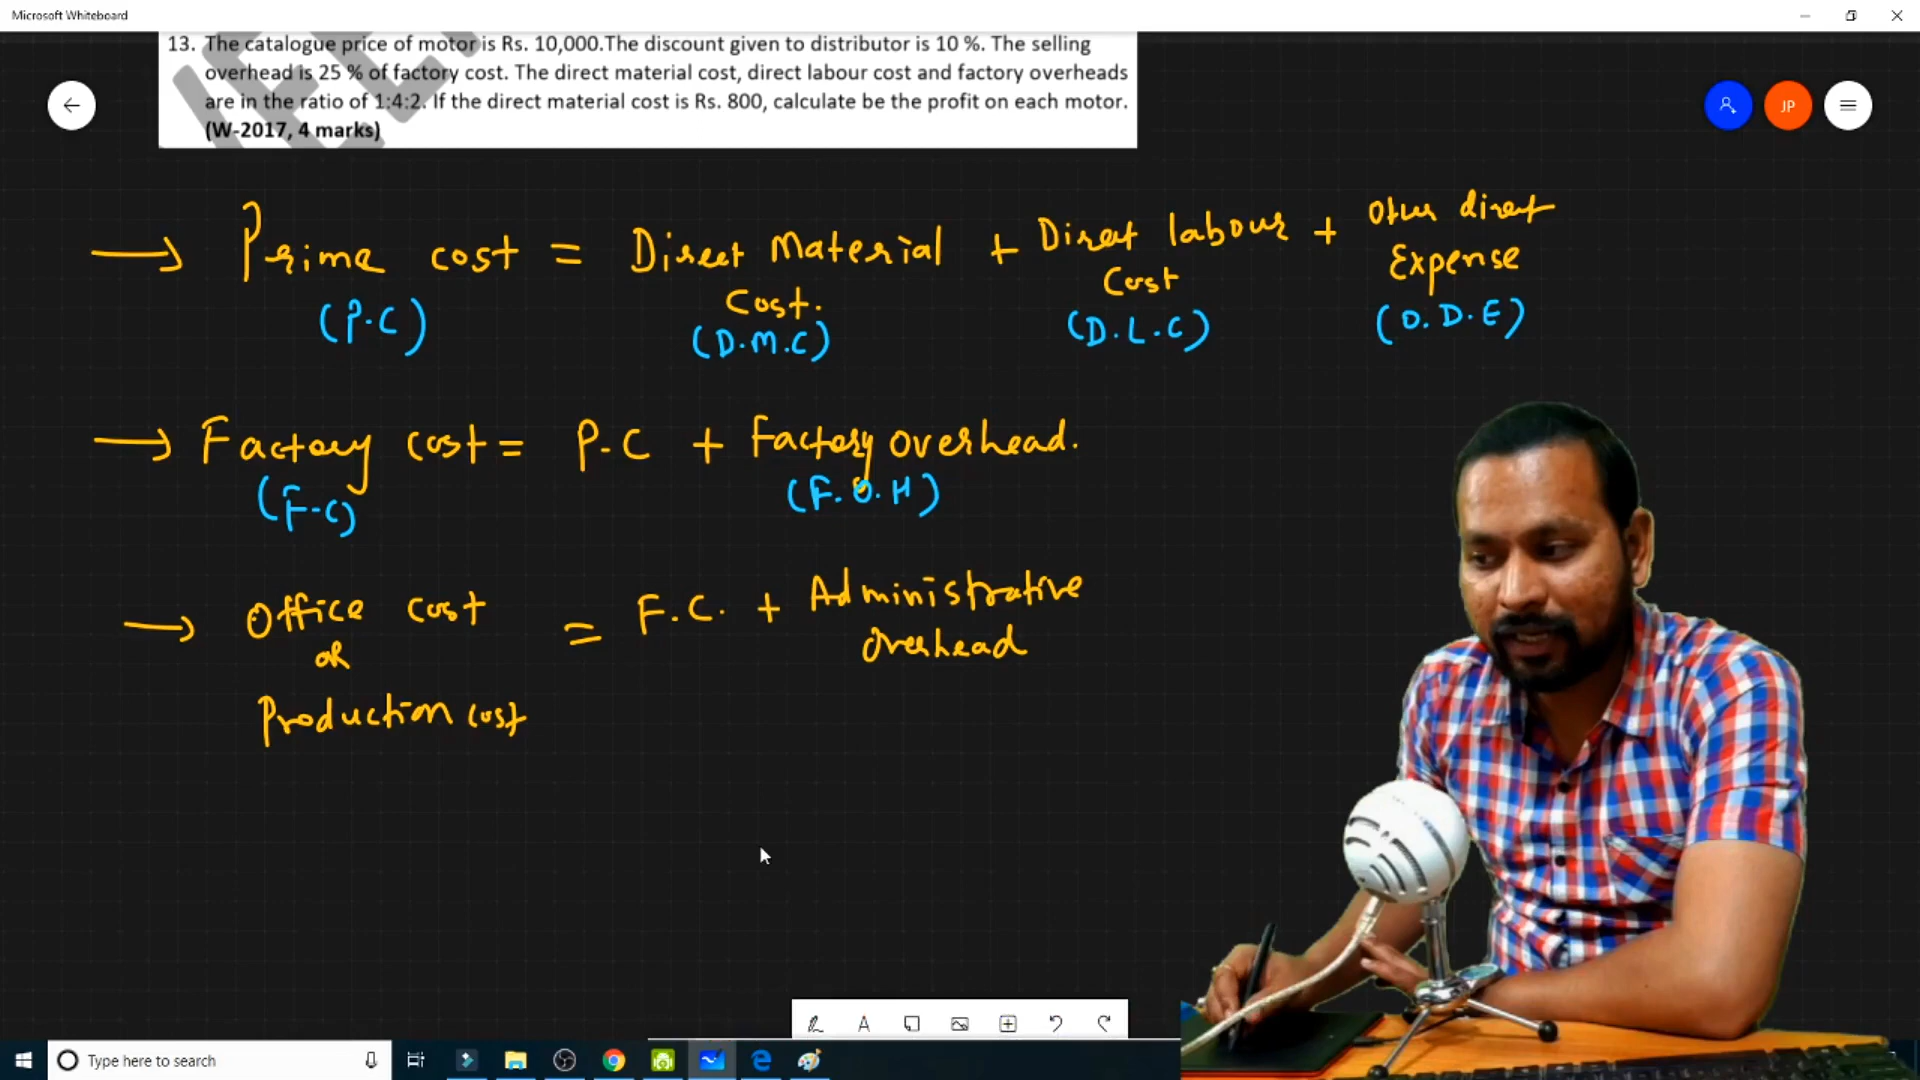 Microsoft Whiteboard
13. The catalogue price of motor is Rs. 10,000.The discount given to distributor is 10 %. The selling
overhead is 25 % of factory cost. The direct material cost, direct labour cost and factory overheads
are in the ratio of 1:4:2. If the direct material cost is Rs. 800, calculate be the profit on each motor.
(W-2017, 4 marks)
JP
Prime cost = Direct Material Cost. + Direct labour Cost + Other direct Expense
(P.C) (D.M.C) (D.L.C) (O.D.E)
Factory cost = P.C + Factory overhead.
(F.C) (F.O.H)
Office cost or Production cost = F.C. + Administrative overhead
Type here to search